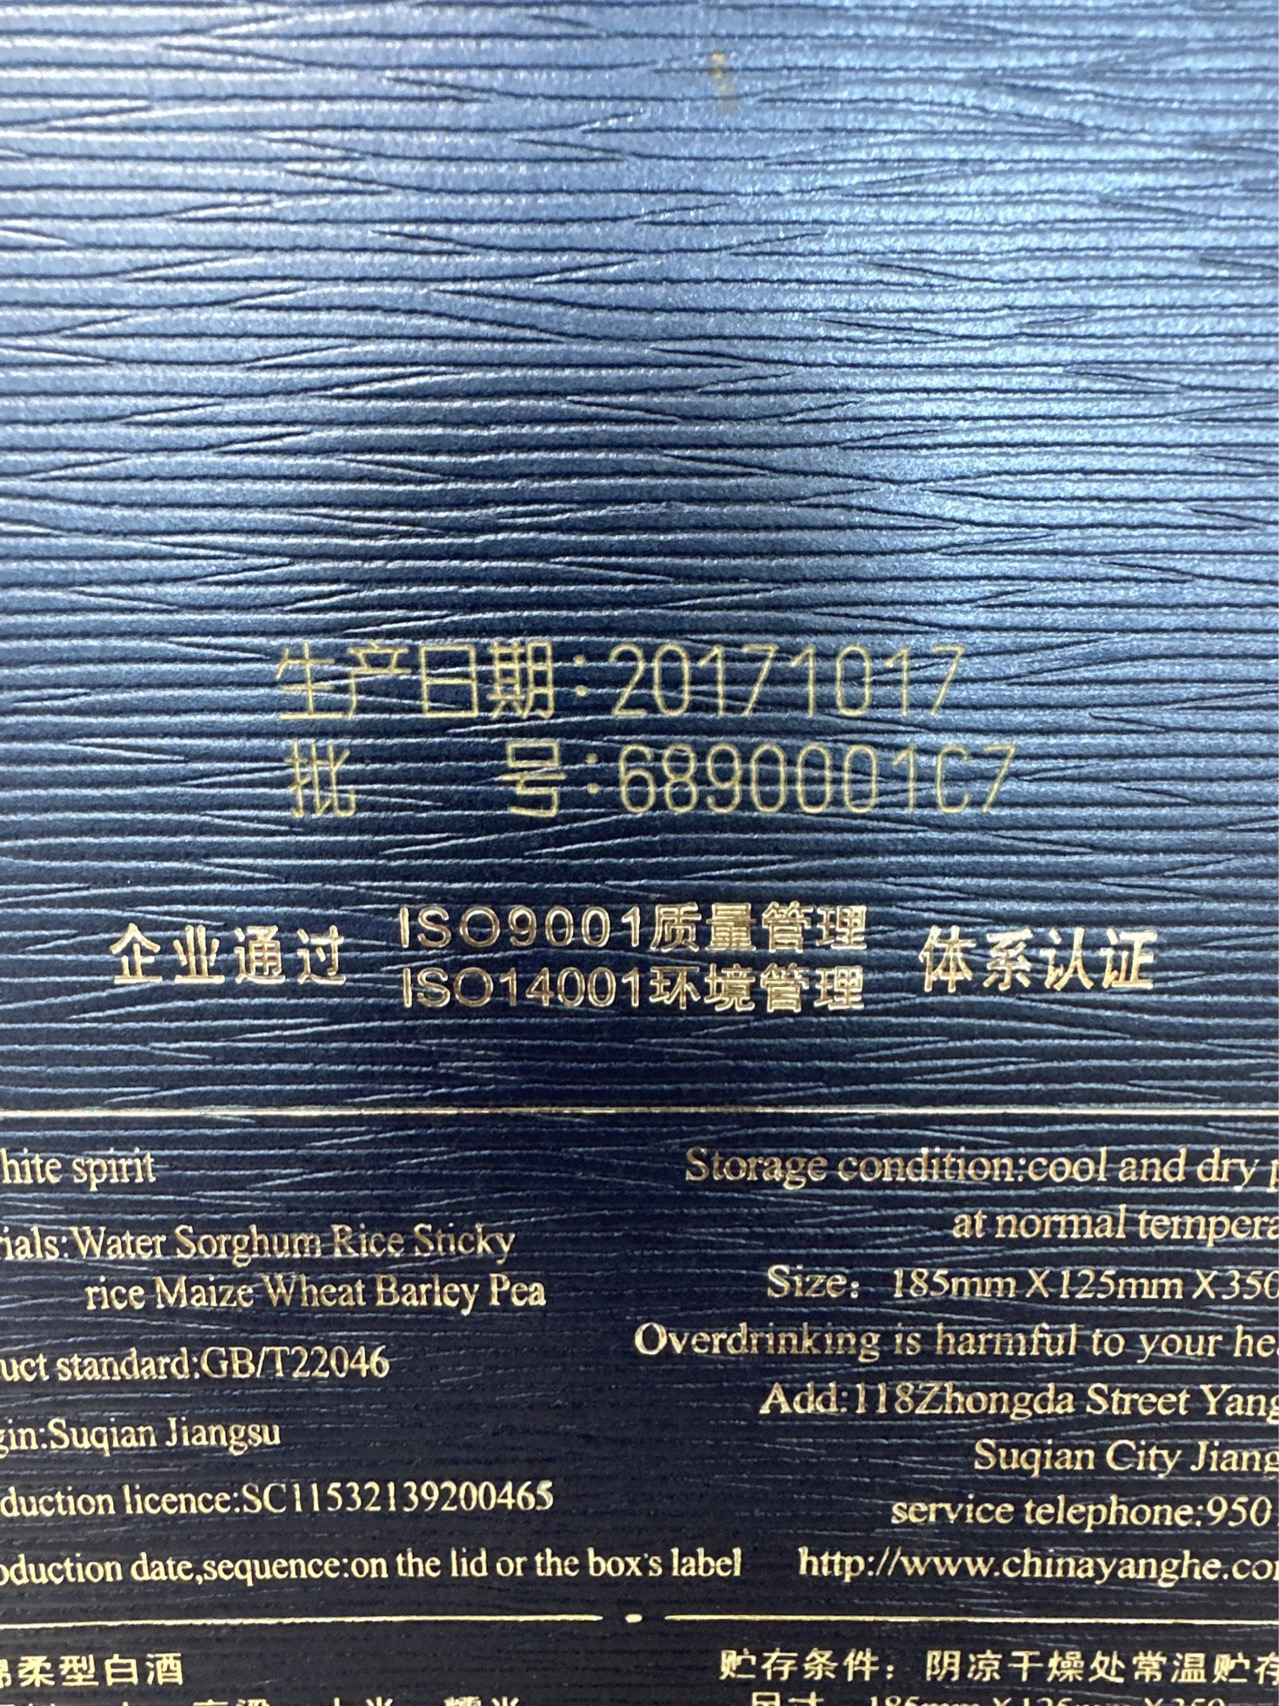 生产日期:20171017
批 号:6890001C7
企业通过 ISO9001质量管理 体系认证
ISO14001环境管理
hite spirit
ials:Water Sorghum Rice Sticky
rice Maize Wheat Barley Pea
uct standard:GB/T22046
gin:Suqian Jiangsu
duction licence:SC11532139200465
oduction date,sequence:on the lid or the box's label
Storage condition:cool and dry
at normal tempera
Size: 185mm X125mm X350
Overdrinking is harmful to your hea
Add:118Zhongda Street Yang
Suqian City Jiang
service telephone:950
http://www.chinayanghe.co
柔型白酒
贮存条件:阴凉干燥处常温贮存